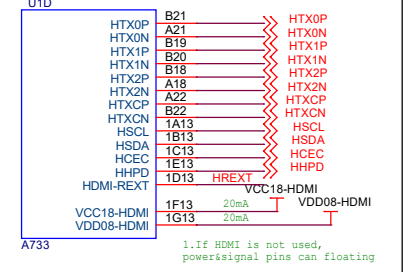 U1D
HTX0P B21 HTX0P
HTX0N A21 HTX0N
HTX1P B19 HTX1P
HTX1N B20 HTX1N
HTX2P B18 HTX2P
HTX2N A18 HTX2N
HTXCP A22 HTXCP
HTXCN B22 HTXCN
HSCL 1A13 HSCL
HSDA 1B13 HSDA
HCEC 1C13 HCEC
HHPD 1E13 HHPD
HDMI-REXT 1D13 HREXT
VCC18-HDMI
VCC18-HDMI 1F13 20mA VDD08-HDMI
VDD08-HDMI 1G13 20mA
A733
1.If HDMI is not used,
power&signal pins can floating